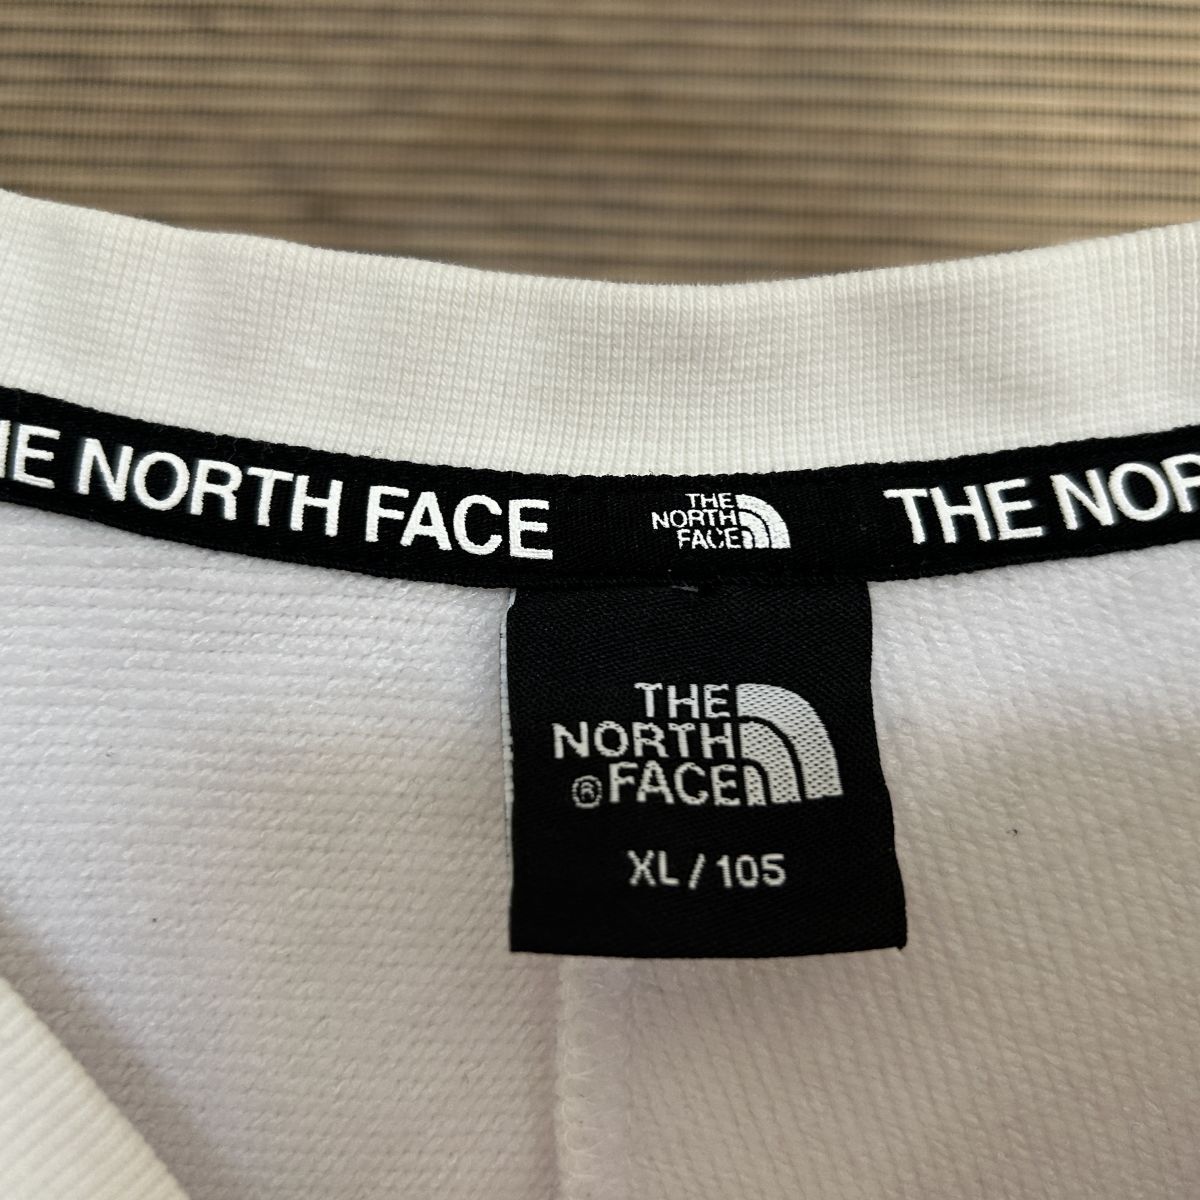 HE NORTH FACE
THE
NORTH
FACE
THE NOR
THE
NORTH
® FACE
XL / 105